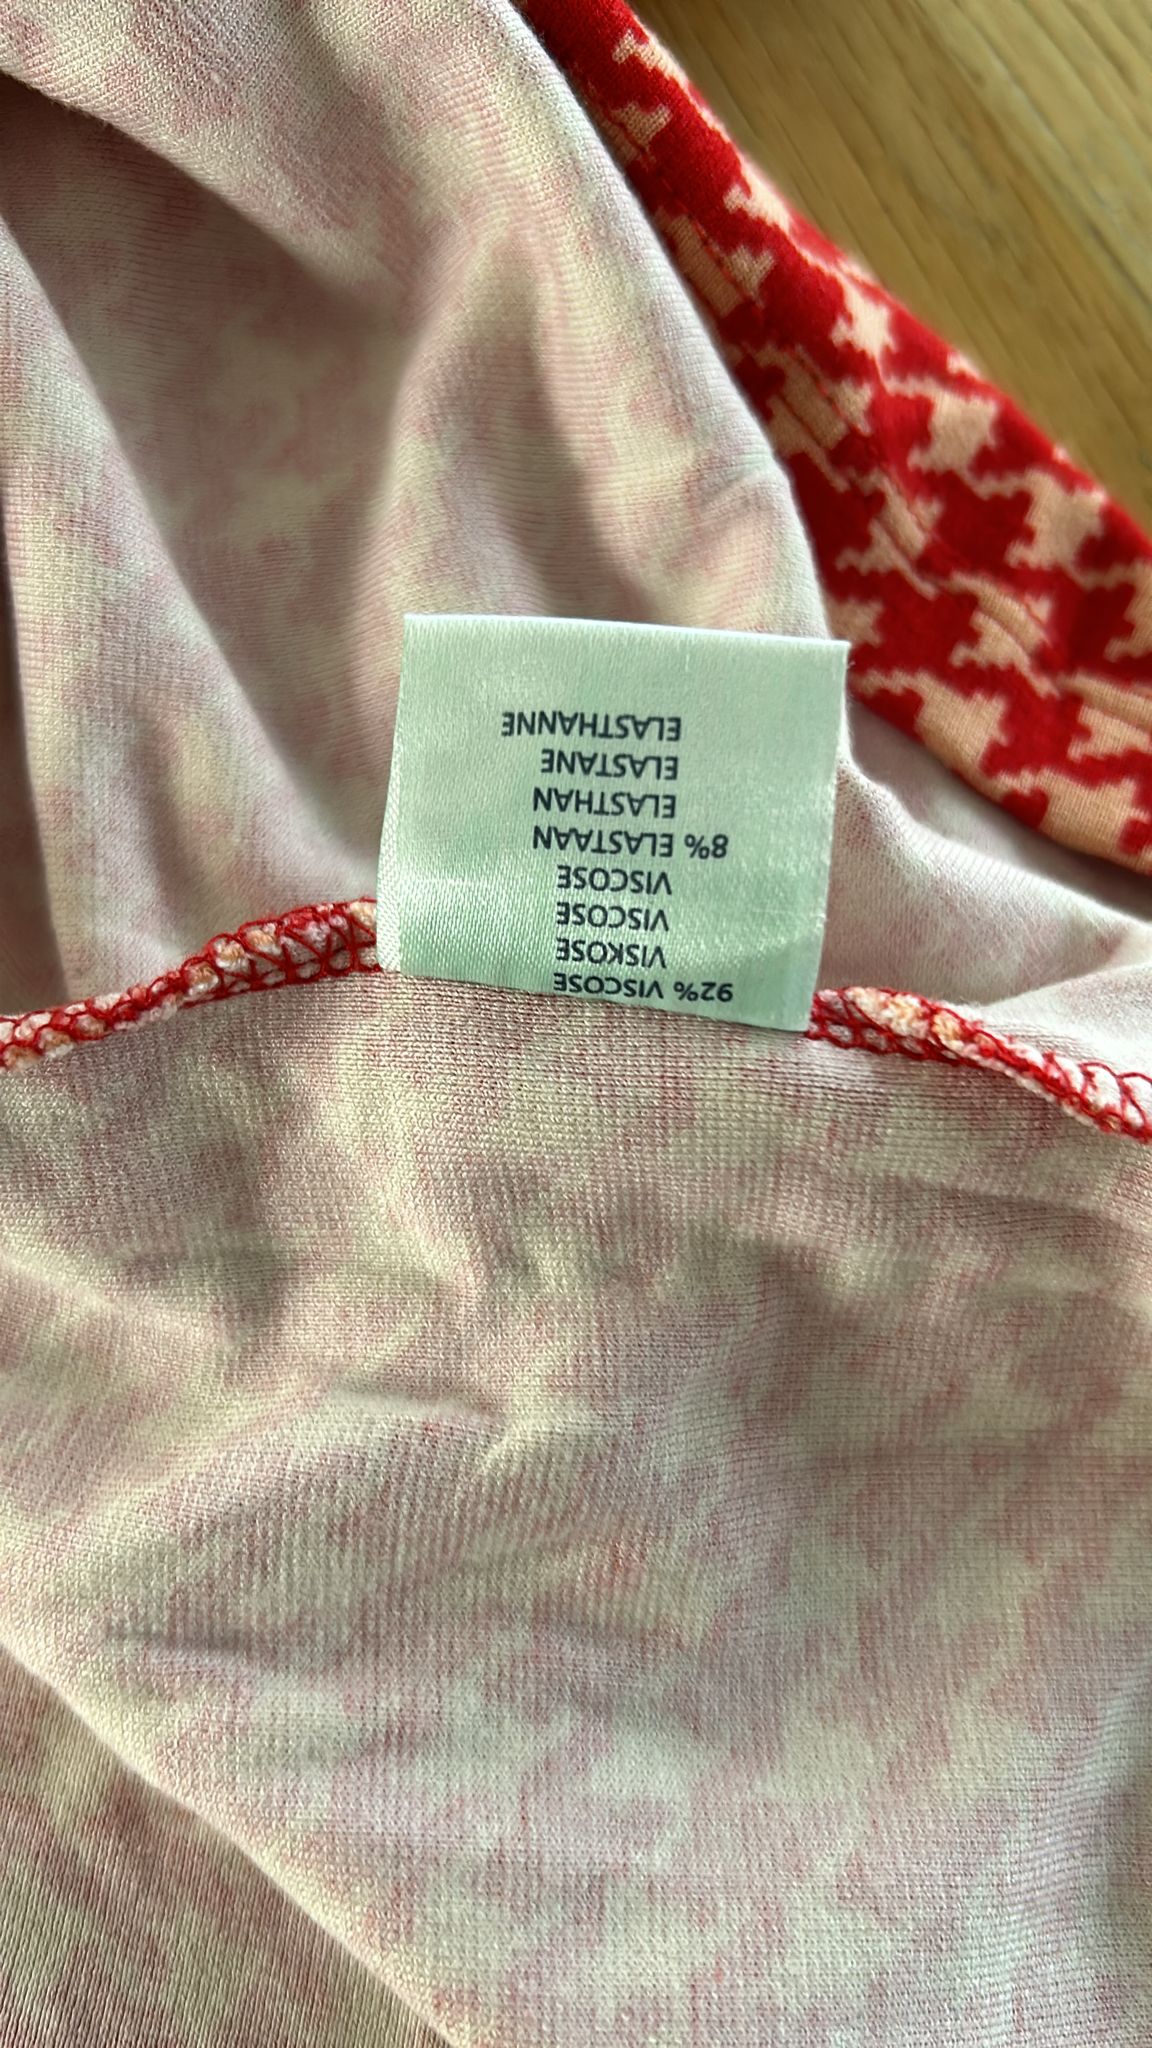 92% VISCOSE
VISKOSE
VISCOSE
VISCOSE
8% ELASTAAN
ELASTHAN
ELASTANE
ELASTHANNE